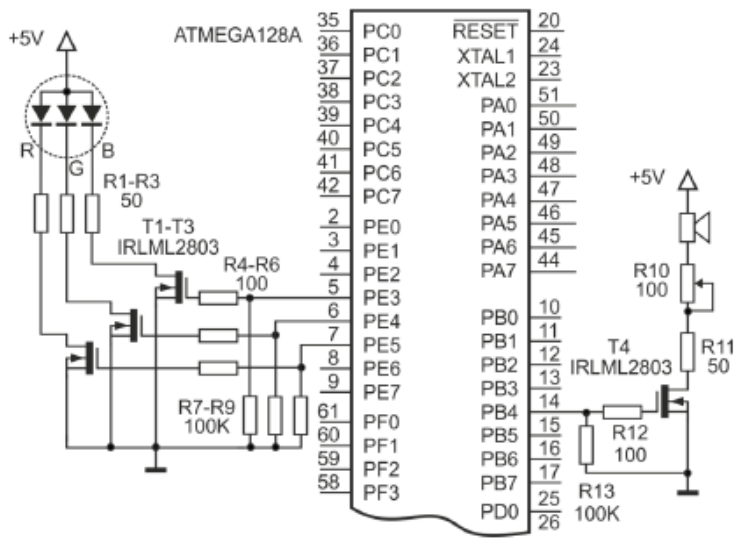 +5V
R
G
B
R1-R3
50
T1-T3
IRLML2803
R4-R6
100
R7-R9
100K
ATMEGA128A
35 PC0
36 PC1
37 PC2
38 PC3
39 PC4
40 PC5
41 PC6
42 PC7
2 PE0
3 PE1
4 PE2
5 PE3
6 PE4
7 PE5
8 PE6
9 PE7
61 PF0
60 PF1
59 PF2
58 PF3
RESET 20
XTAL1 24
XTAL2 23
PA0 51
PA1 50
PA2 49
PA3 48
PA4 47
PA5 46
PA6 45
PA7 44
PB0 10
PB1 11
PB2 12
PB3 13
PB4 14
PB5 15
PB6 16
PB7 17
PD0 25
26
+5V
R10
100
R11
50
T4
IRLML2803
R12
100
R13
100K